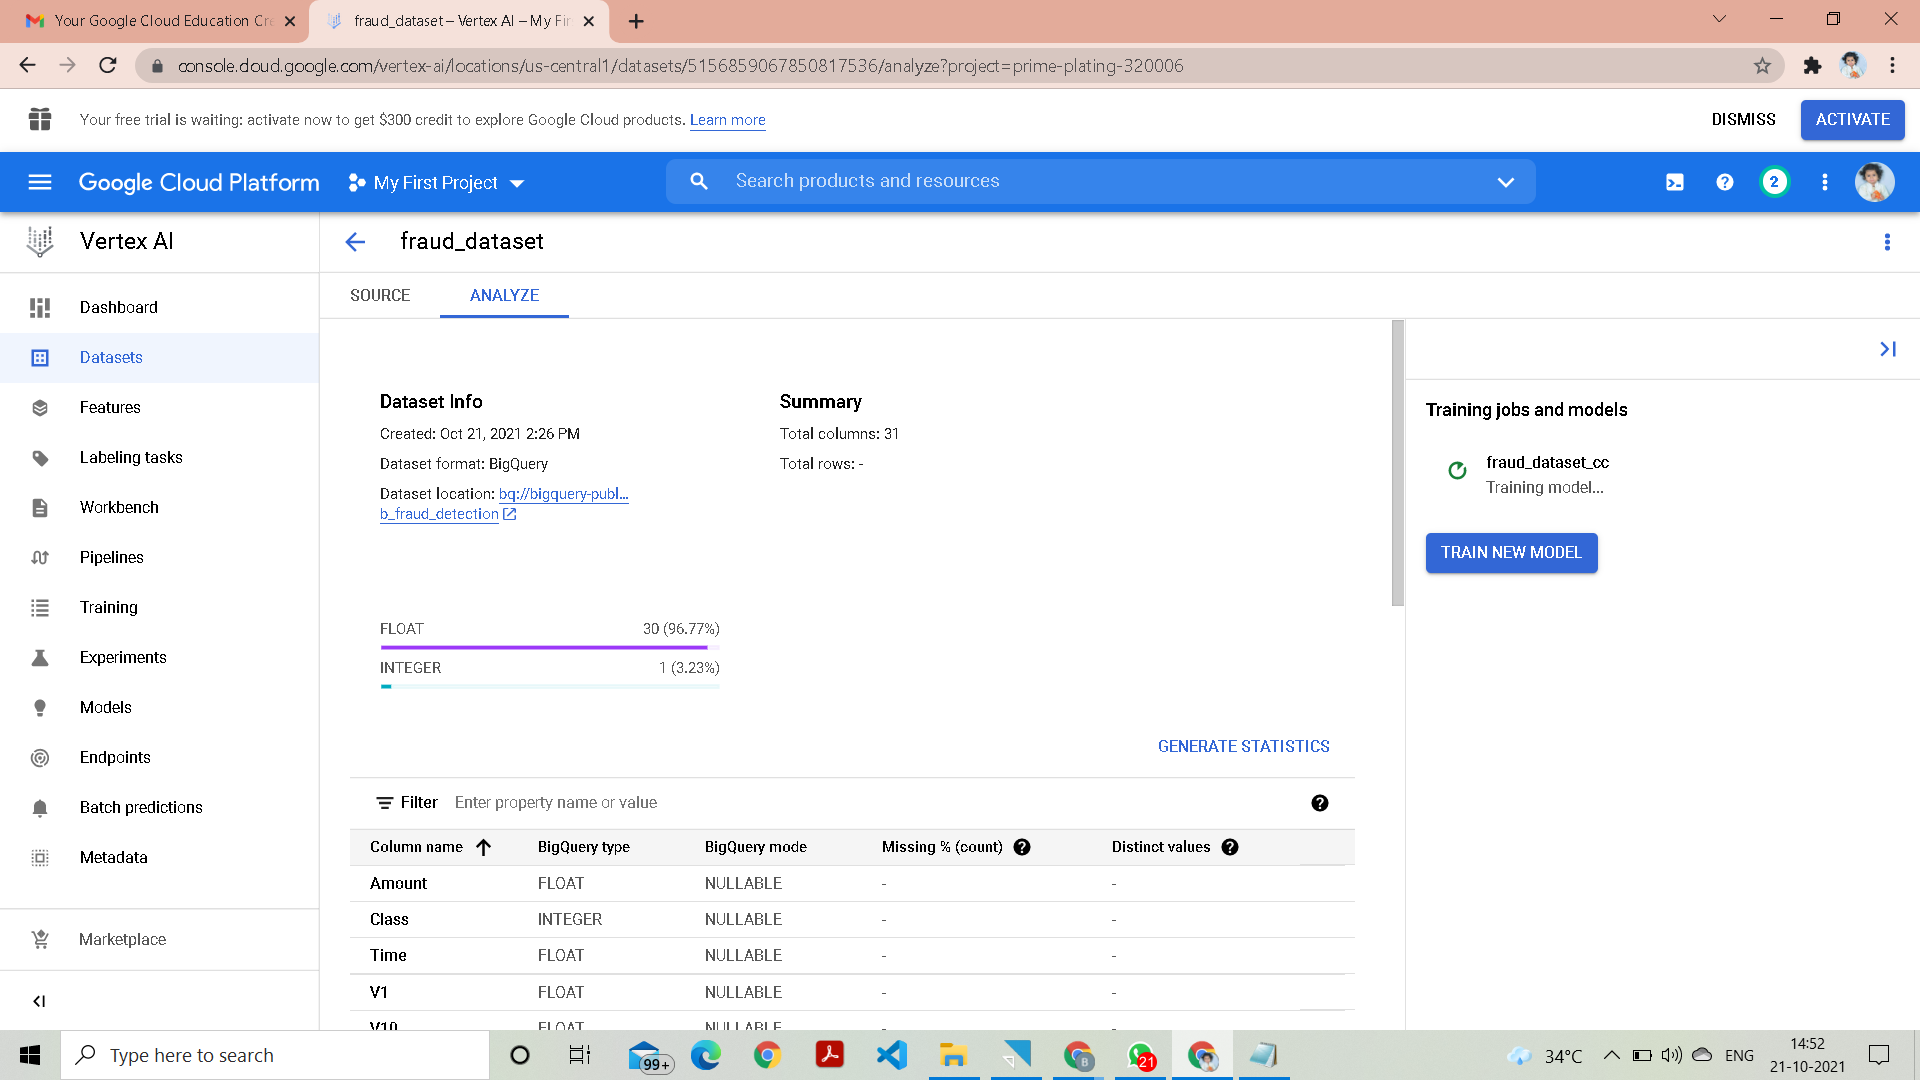 Your Google Cloud Education Cre
fraud_dataset – Vertex AI – My Fir
console.cloud.google.com/vertex-ai/locations/us-central1/datasets/5156859067850817536/analyze?project=prime-plating-320006
Your free trial is waiting: activate now to get $300 credit to explore Google Cloud products. Learn more
DISMISS
ACTIVATE
Google Cloud Platform
My First Project
Search products and resources
2
Vertex AI
fraud_dataset
SOURCE
ANALYZE
Dashboard
Datasets
Features
Labeling tasks
Workbench
Pipelines
Training
Experiments
Models
Endpoints
Batch predictions
Metadata
Marketplace
Dataset Info
Created: Oct 21, 2021 2:26 PM
Dataset format: BigQuery
Dataset location: bq://bigquery-publ...
b_fraud_detection
Summary
Total columns: 31
Total rows: -
FLOAT 30 (96.77%)
INTEGER 1 (3.23%)
GENERATE STATISTICS
Filter Enter property name or value
Column name BigQuery type BigQuery mode Missing % (count) Distinct values
Amount FLOAT NULLABLE - -
Class INTEGER NULLABLE - -
Time FLOAT NULLABLE - -
V1 FLOAT NULLABLE - -
V10 FLOAT NULLABLE - -
Training jobs and models
fraud_dataset_cc
Training model...
TRAIN NEW MODEL
Type here to search
99+
B
21
34°C
ENG
14:52
21-10-2021